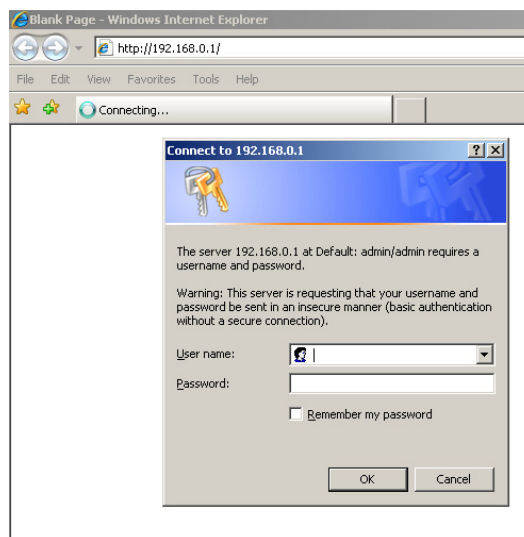 Blank Page - Windows Internet Explorer
http://192.168.0.1/
File Edit View Favorites Tools Help
Connecting...
Connect to 192.168.0.1
The server 192.168.0.1 at Default: admin/admin requires a
username and password.
Warning: This server is requesting that your username and
password be sent in an insecure manner (basic authentication
without a secure connection).
User name:
Password:
Remember my password
OK Cancel